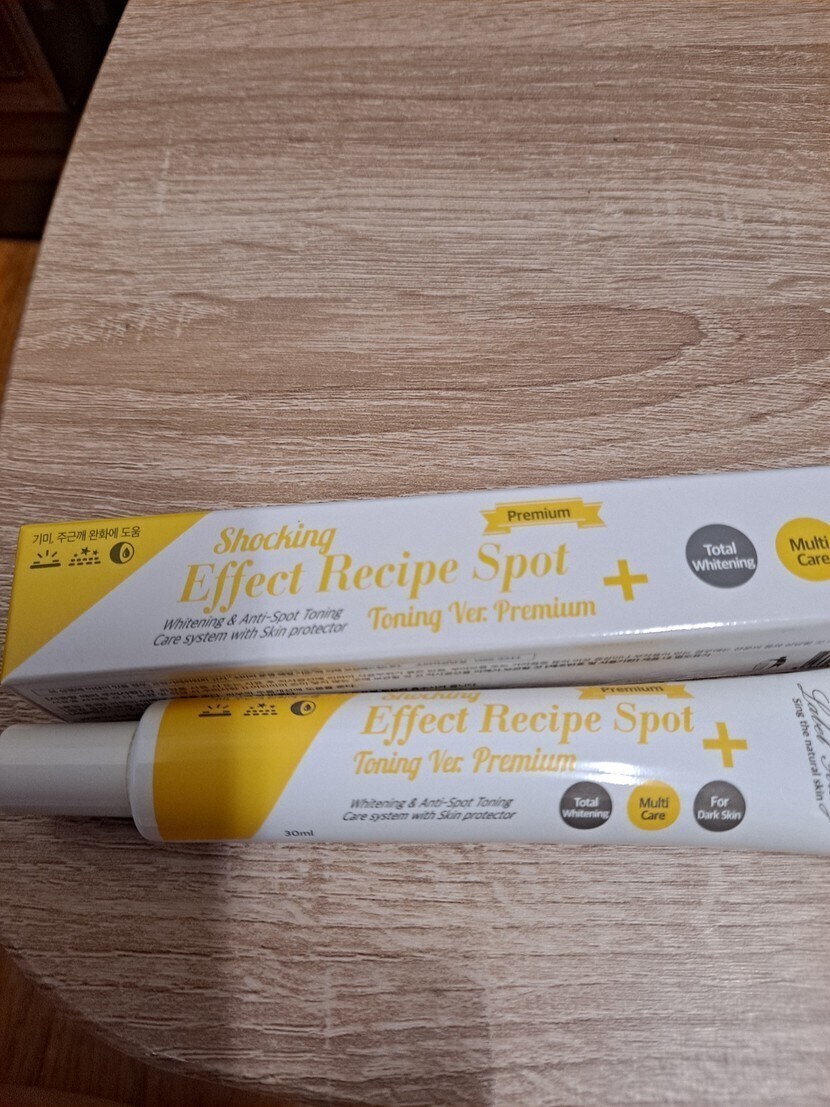 기미, 주근깨 완화에 도움
Premium
Shocking
Effect Recipe Spot
Toning Ver. Premium
+
Whitening & Anti-Spot Toning
Care system with Skin protector
Total
Whitening
Multi
Care
Shocking
Premium
Effect Recipe Spot
Toning Ver. Premium
+
Whitening & Anti-Spot Toning
Care system with Skin protector
Total
Whitening
Multi
Care
For
Dark Skin
30ml
Label
Sing the natural skin